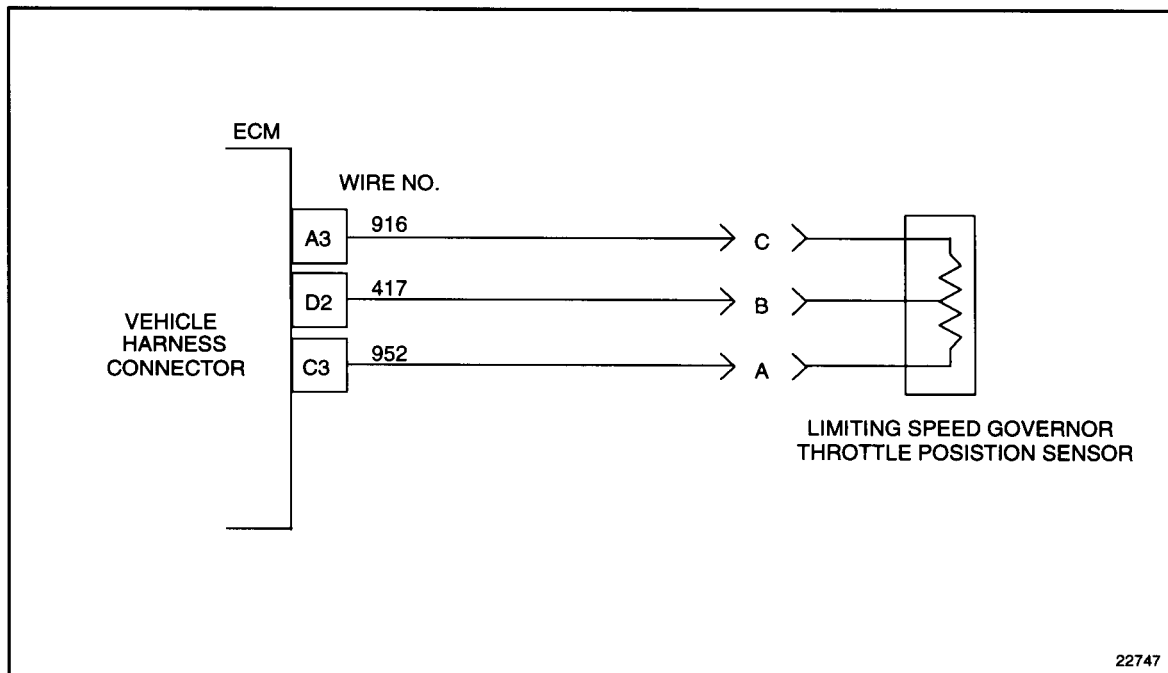 ECM
WIRE NO.
A3
916
C
D2
417
B
VEHICLE
HARNESS
CONNECTOR
C3
952
A
LIMITING SPEED GOVERNOR
THROTTLE POSISTION SENSOR
22747